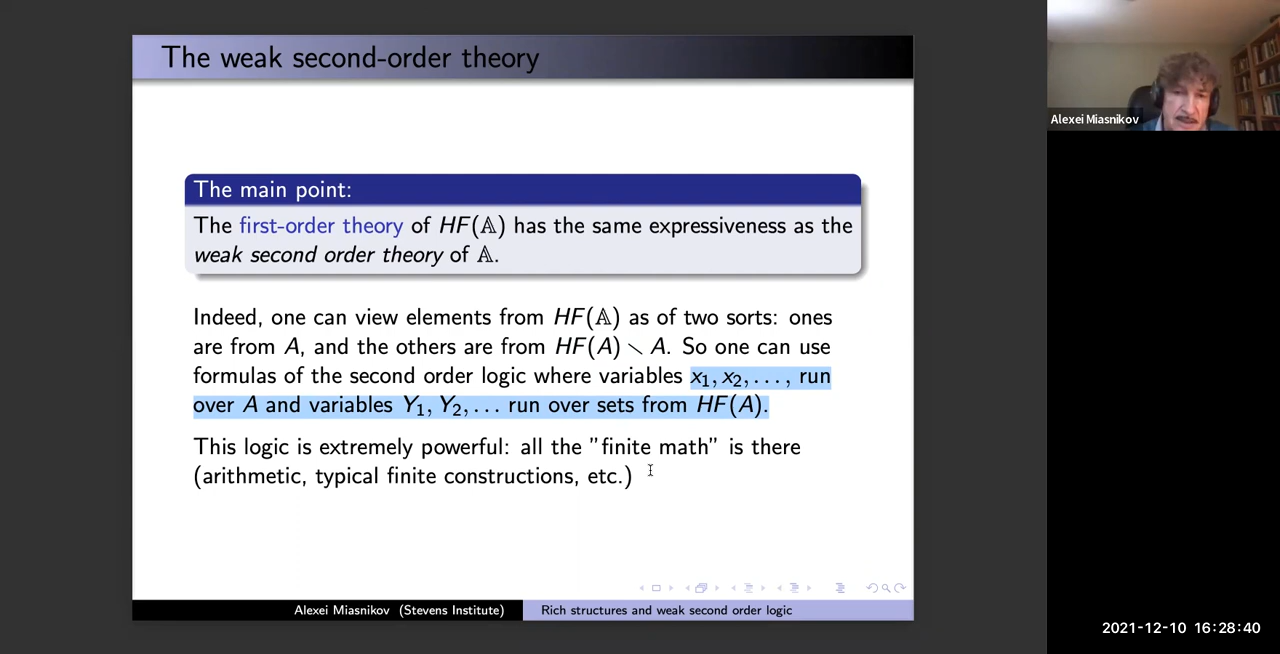 The weak second-order theory
The main point:
The first-order theory of HF(𝔸) has the same expressiveness as the
weak second order theory of 𝔸.
Indeed, one can view elements from HF(𝔸) as of two sorts: ones
are from A, and the others are from HF(A) ∖ A. So one can use
formulas of the second order logic where variables x₁, x₂, . . . , run
over A and variables Y₁, Y₂, . . . run over sets from HF(A).
This logic is extremely powerful: all the ”finite math” is there
(arithmetic, typical finite constructions, etc.)
Alexei Miasnikov (Stevens Institute)
Rich structures and weak second order logic
Alexei Miasnikov
2021-12-10 16:28:40